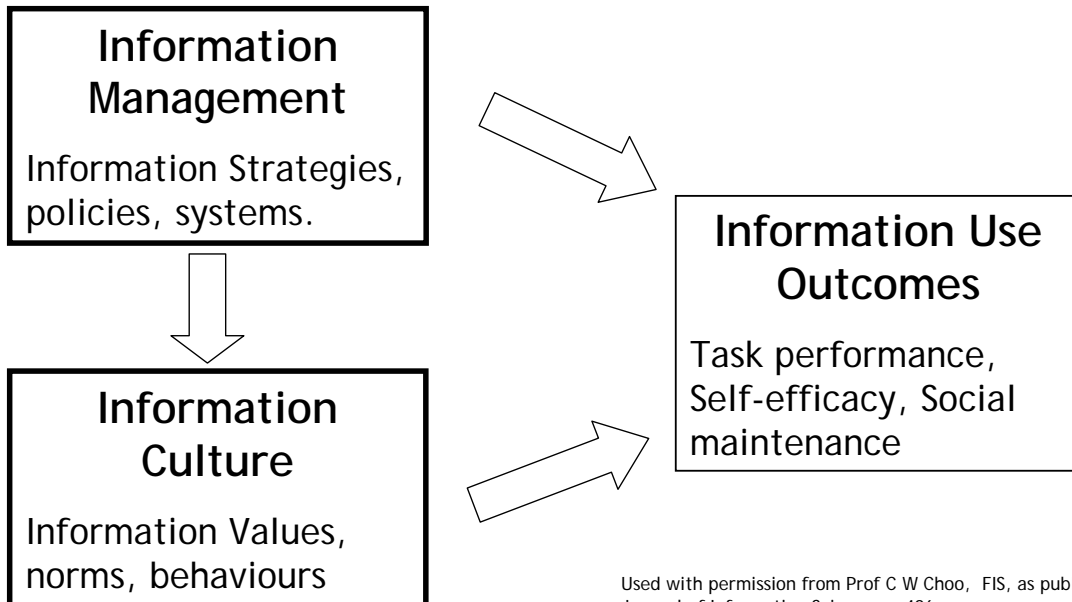 Information
Management
Information Strategies,
policies, systems.
Information Use
Outcomes
Task performance,
Self-efficacy, Social
maintenance
Information
Culture
Information Values,
norms, behaviours
Used with permission from Prof C W Choo, FIS, as